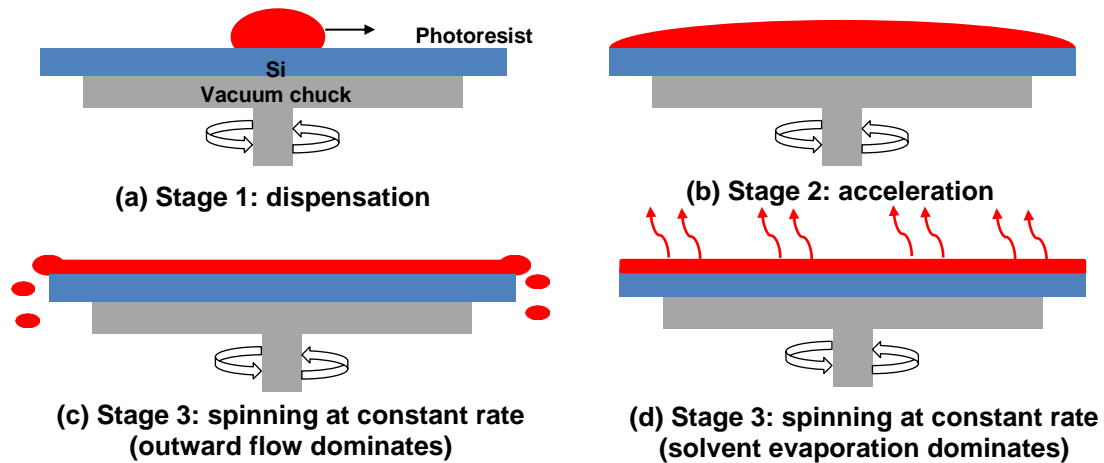 Photoresist
Si
Vacuum chuck
(a) Stage 1: dispensation
(b) Stage 2: acceleration
(c) Stage 3: spinning at constant rate
(outward flow dominates)
(d) Stage 3: spinning at constant rate
(solvent evaporation dominates)